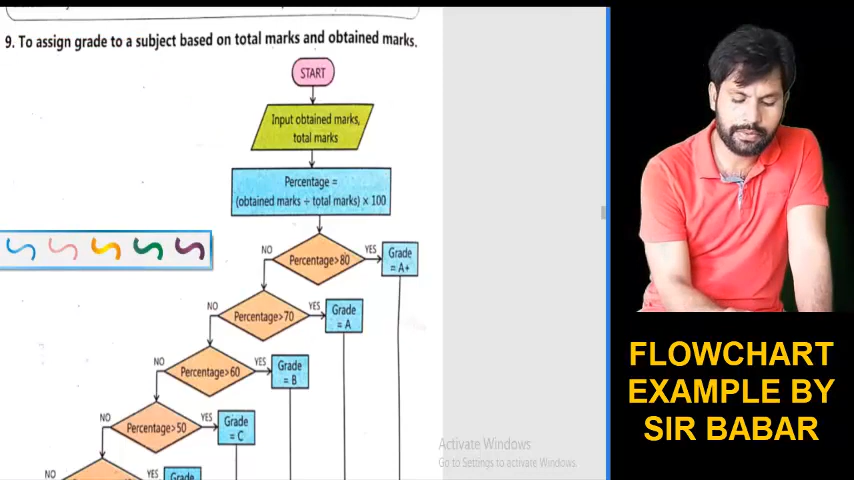 9. To assign grade to a subject based on total marks and obtained marks.
START
Input obtained marks,
total marks
Percentage =
(obtained marks ÷ total marks) x 100
NO
Percentage>80
YES
Grade
= A+
NO
Percentage>70
YES
Grade
= A
NO
Percentage>60
YES
Grade
= B
NO
Percentage>50
YES
Grade
= C
NO
YES
Grade
Activate Windows
Go to Settings to activate Windows.
FLOWCHART
EXAMPLE BY
SIR BABAR